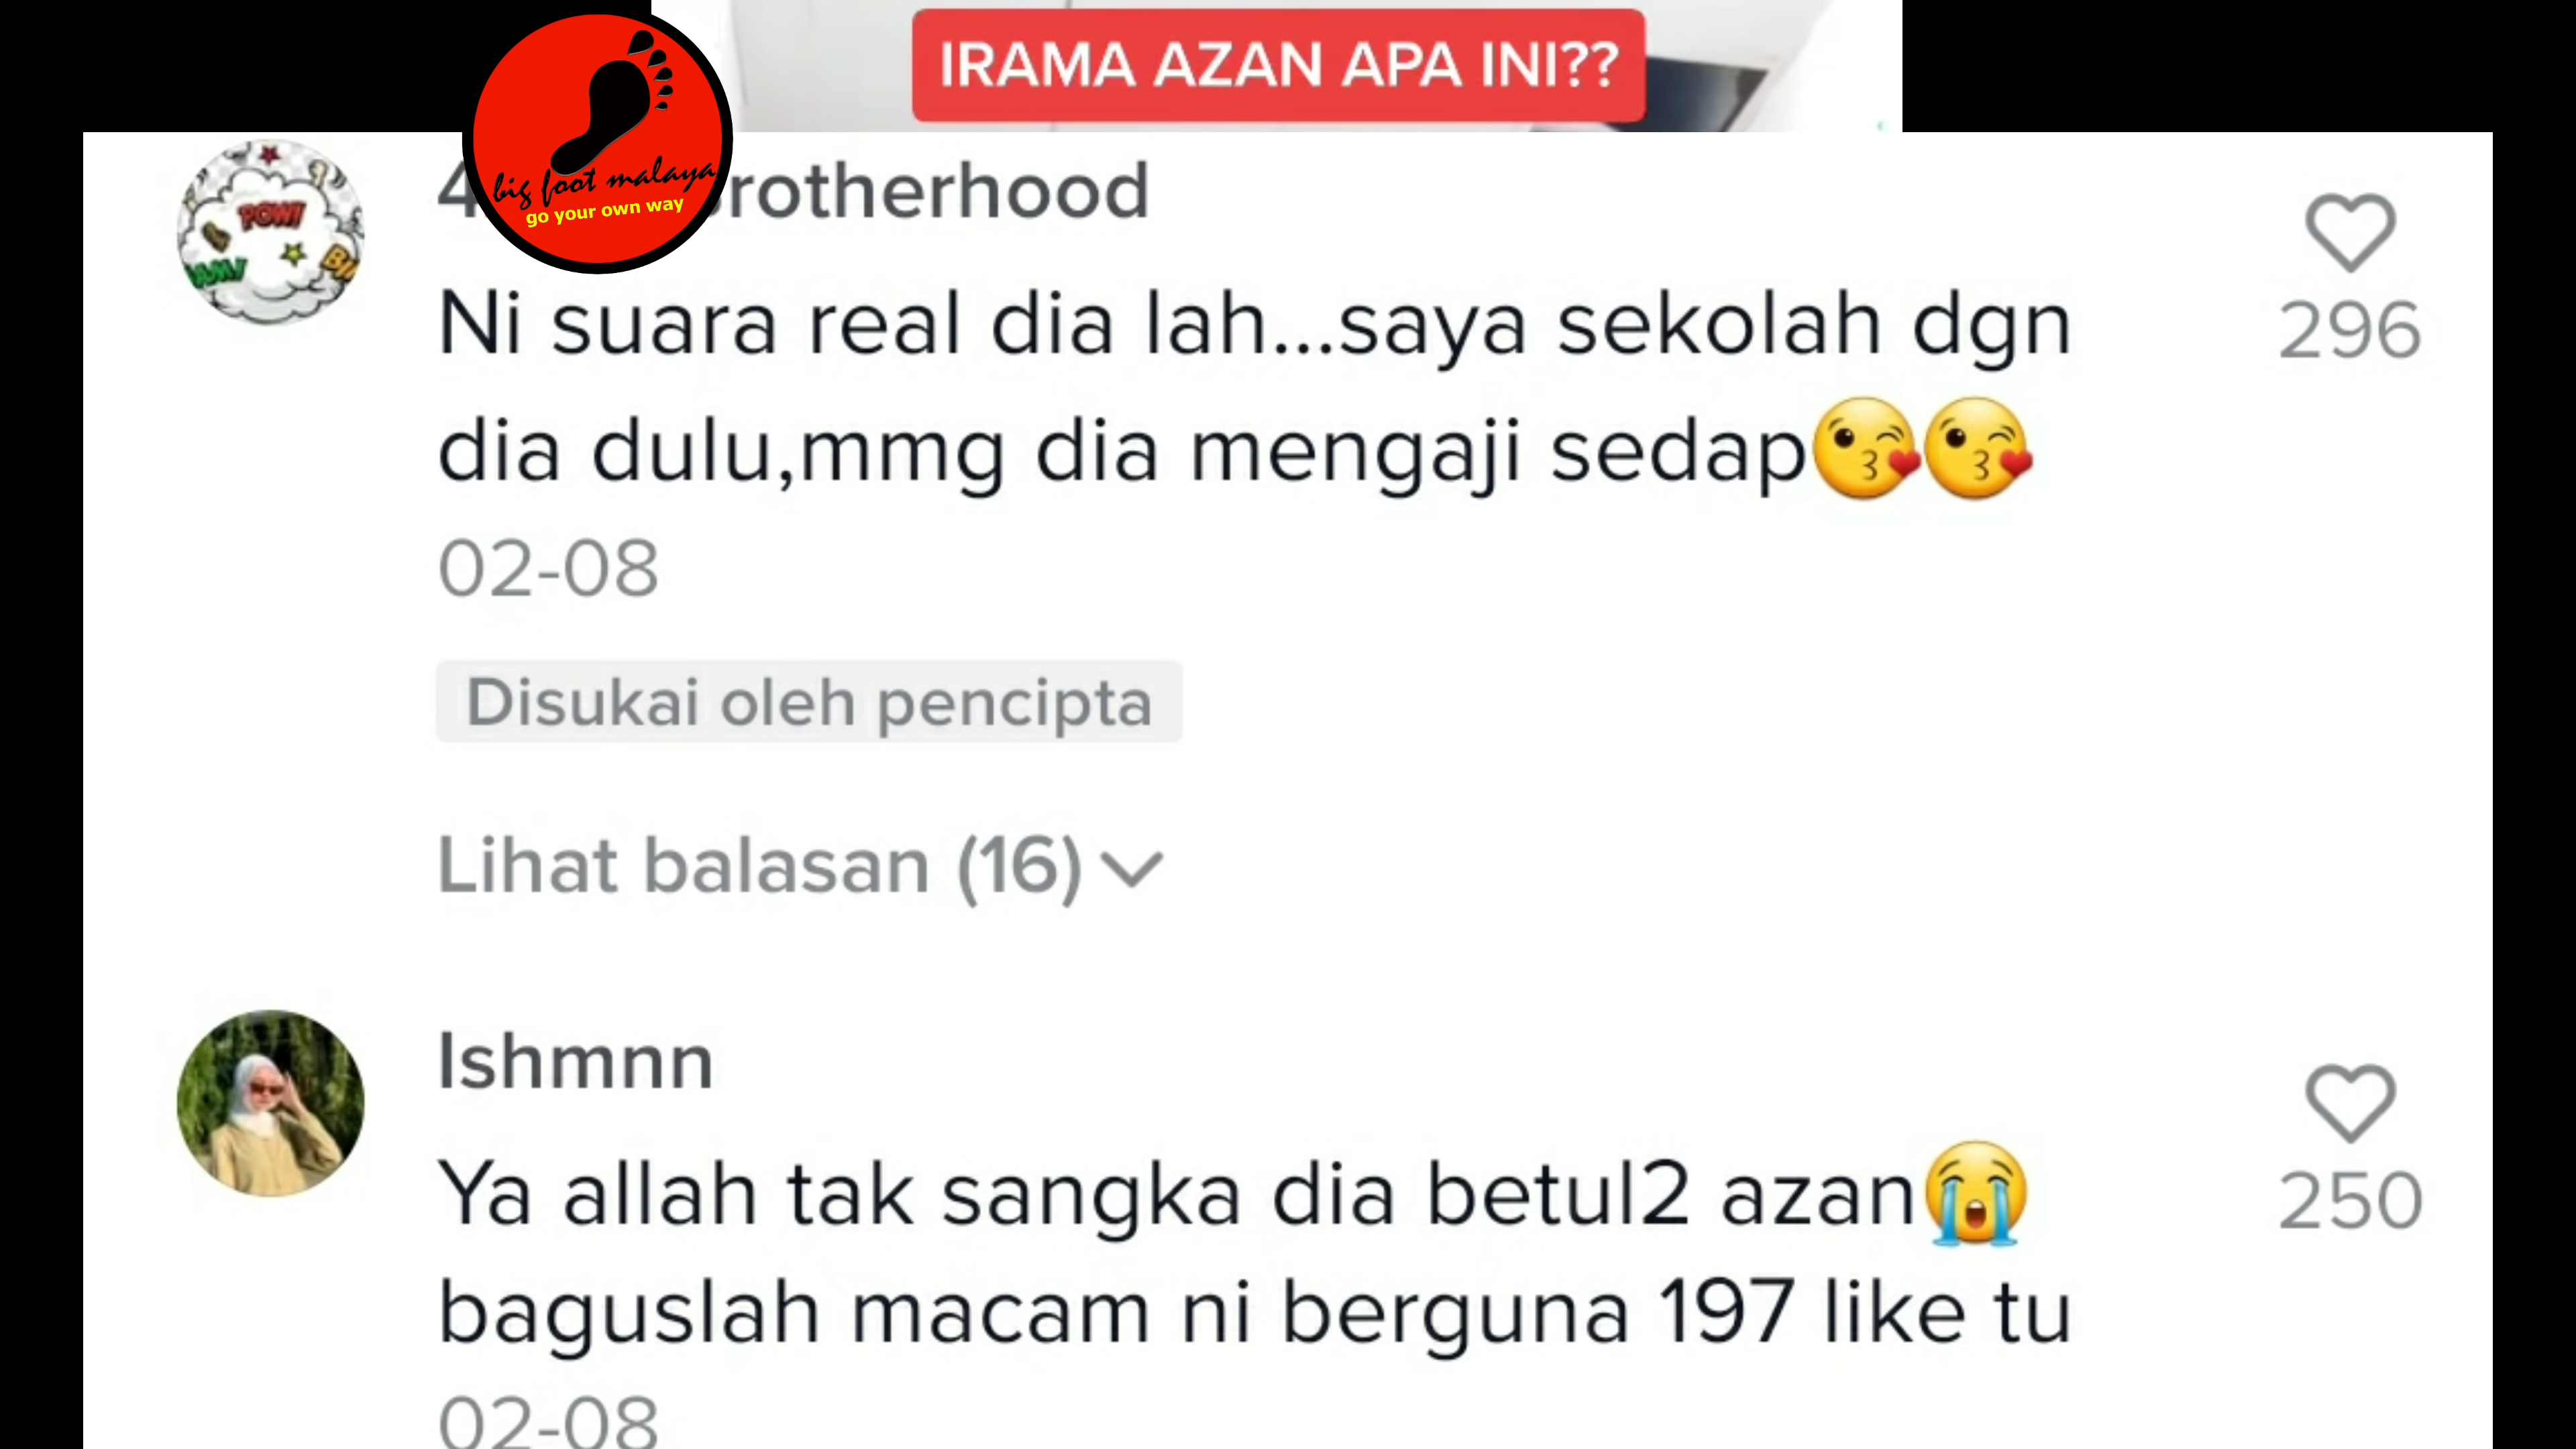 IRAMA AZAN APA INI??
big foot malaya
go your own way
rotherhood
Ni suara real dia lah...saya sekolah dgn
dia dulu,mmg dia mengaji sedap😘😘
02-08
296
Disukai oleh pencipta
Lihat balasan (16)
POW!
Ishmnn
Ya allah tak sangka dia betul2 azan😭
baguslah macam ni berguna 197 like tu
02-08
250